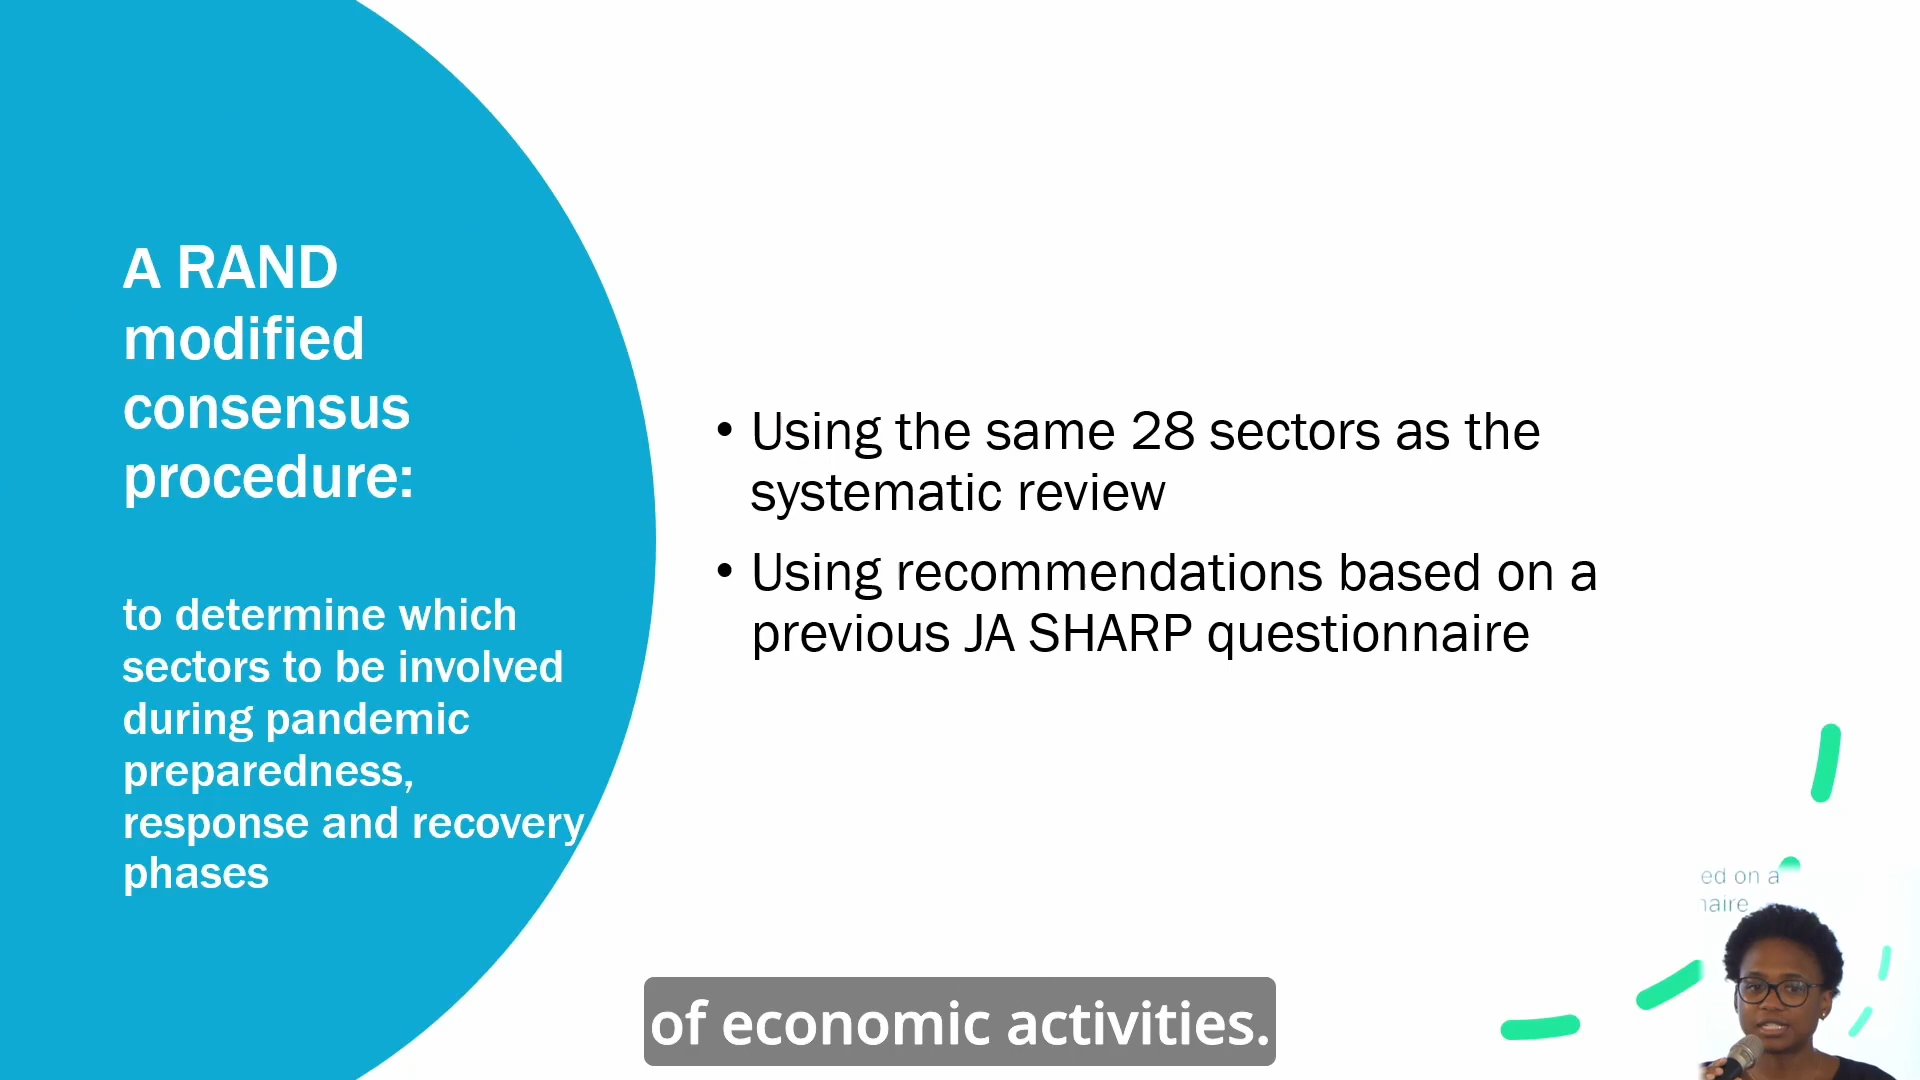 A RAND
modified
consensus
procedure:
to determine which
sectors to be involved
during pandemic
preparedness,
response and recovery
phases
• Using the same 28 sectors as the
systematic review
• Using recommendations based on a
previous JA SHARP questionnaire
ed on a
naire
of economic activities.